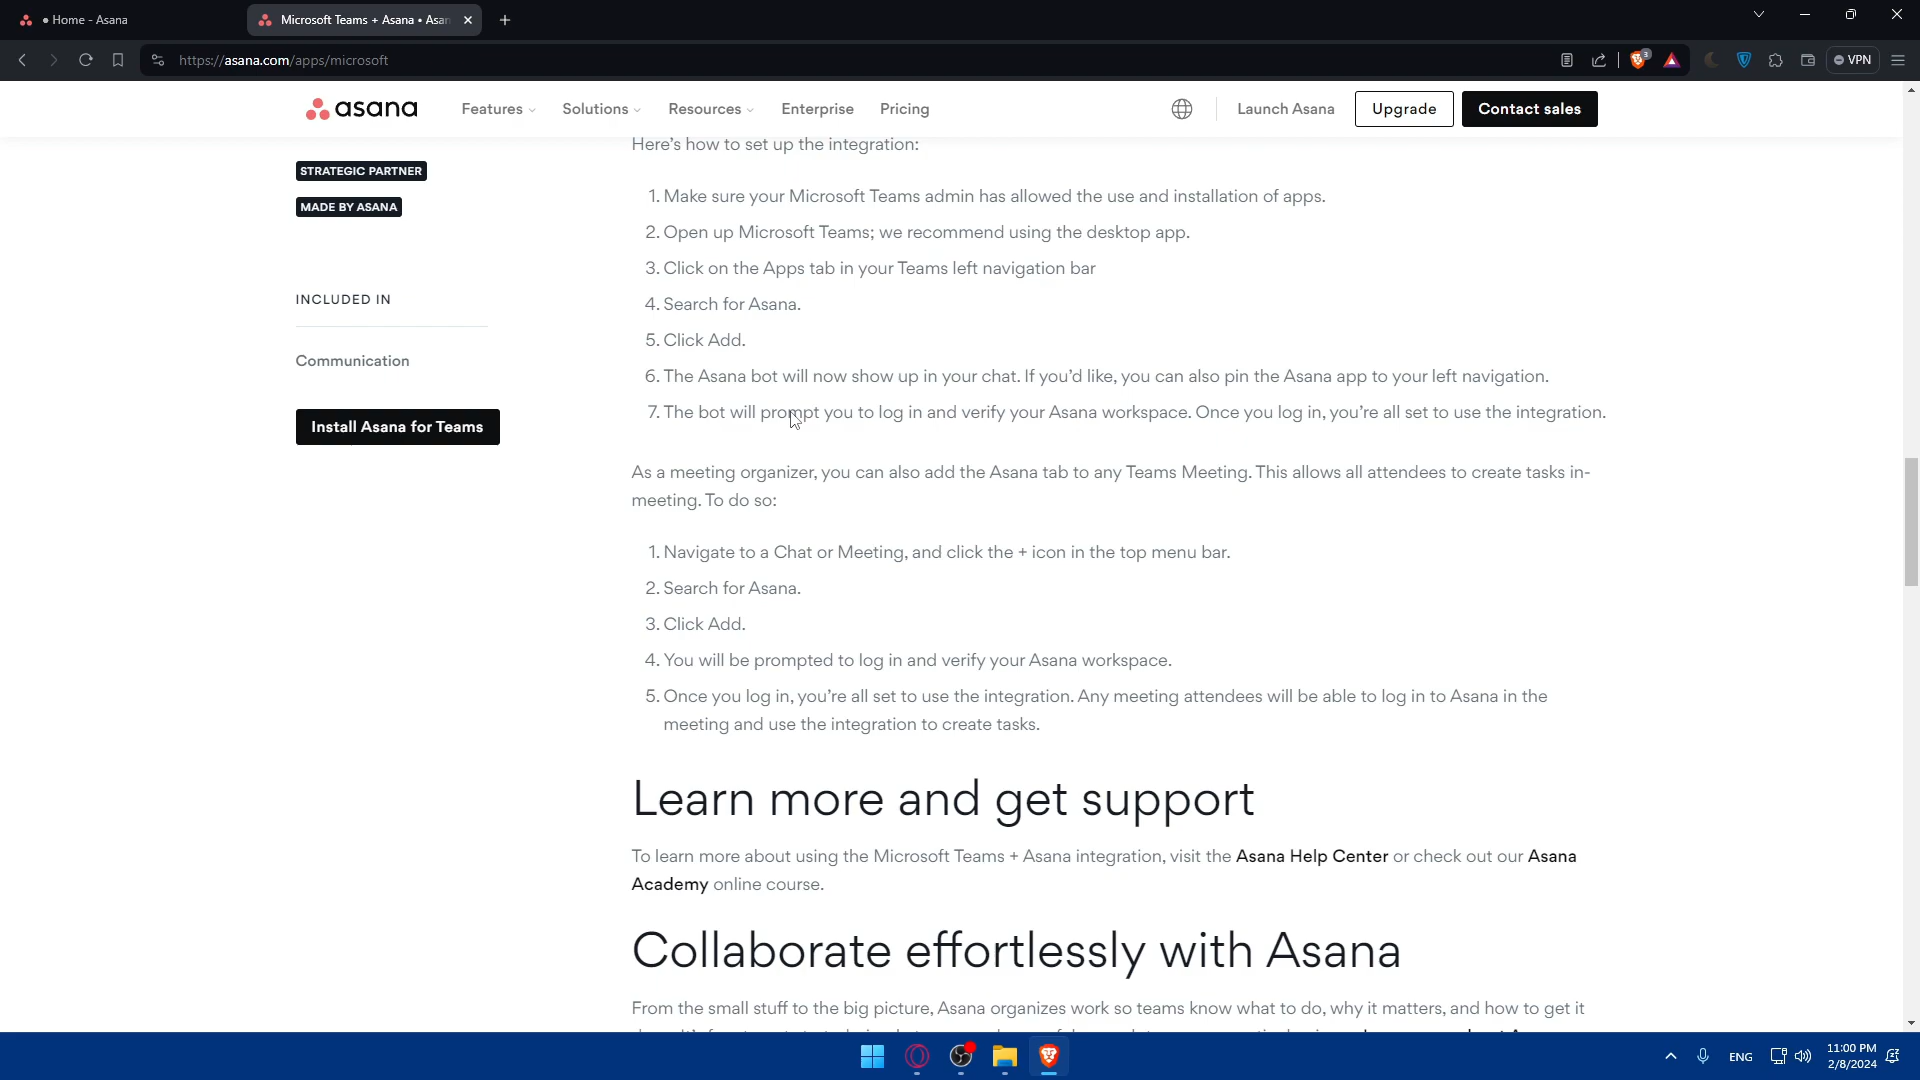 Home - Asana
Microsoft Teams + Asana • Asan
https://asana.com/apps/microsoft
3
VPN
asana
Features
Solutions
Resources
Enterprise
Pricing
Launch Asana
Upgrade
Contact sales
STRATEGIC PARTNER
MADE BY ASANA
INCLUDED IN
Communication
Install Asana for Teams
Here's how to set up the integration:
1. Make sure your Microsoft Teams admin has allowed the use and installation of apps.
2. Open up Microsoft Teams; we recommend using the desktop app.
3. Click on the Apps tab in your Teams left navigation bar
4. Search for Asana.
5. Click Add.
6. The Asana bot will now show up in your chat. If you'd like, you can also pin the Asana app to your left navigation.
7. The bot will prompt you to log in and verify your Asana workspace. Once you log in, you're all set to use the integration.
As a meeting organizer, you can also add the Asana tab to any Teams Meeting. This allows all attendees to create tasks in-
meeting. To do so:
1. Navigate to a Chat or Meeting, and click the + icon in the top menu bar.
2. Search for Asana.
3. Click Add.
4. You will be prompted to log in and verify your Asana workspace.
5. Once you log in, you're all set to use the integration. Any meeting attendees will be able to log in to Asana in the
meeting and use the integration to create tasks.
Learn more and get support
To learn more about using the Microsoft Teams + Asana integration, visit the Asana Help Center or check out our Asana
Academy online course.
Collaborate effortlessly with Asana
From the small stuff to the big picture, Asana organizes work so teams know what to do, why it matters, and how to get it
ENG
11:00 PM
2/8/2024